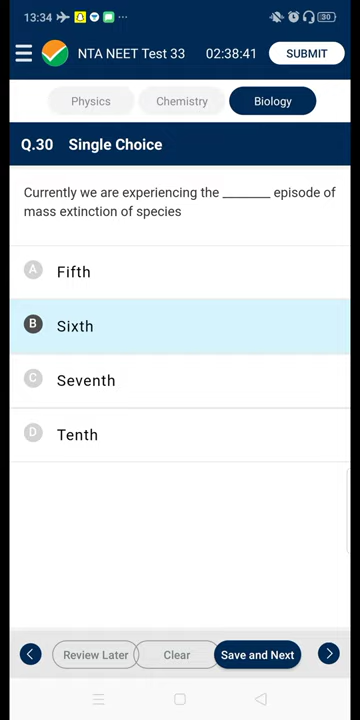 13:34
30
NTA NEET Test 33 02:38:41 SUBMIT
Physics Chemistry Biology
Q.30 Single Choice
Currently we are experiencing the ________ episode of
mass extinction of species
A Fifth
B Sixth
C Seventh
D Tenth
Review Later Clear Save and Next